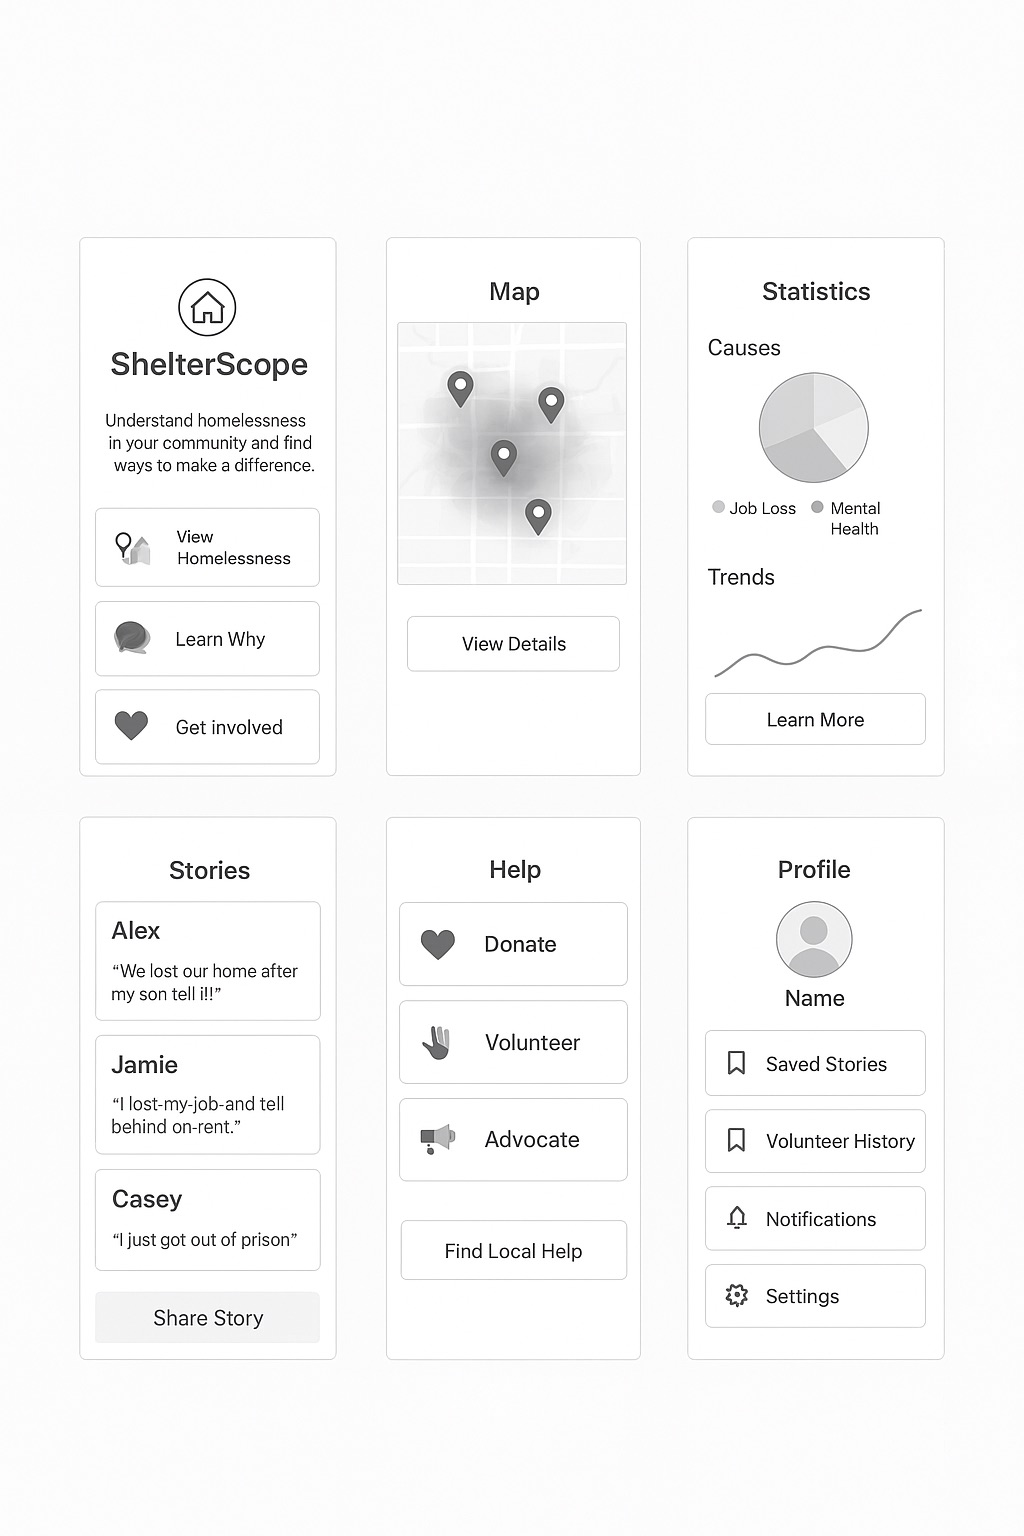 ShelterScope
Understand homelessness
in your community and find
ways to make a difference.
View
Homelessness
Learn Why
Get involved
Map
View Details
Statistics
Causes
Job Loss
Mental
Health
Trends
Learn More
Stories
Alex
“We lost our home after
my son tell i!!”
Jamie
“I lost-my-job-and tell
behind on-rent.”
Casey
“I just got out of prison”
Share Story
Help
Donate
Volunteer
Advocate
Find Local Help
Profile
Name
Saved Stories
Volunteer History
Notifications
Settings